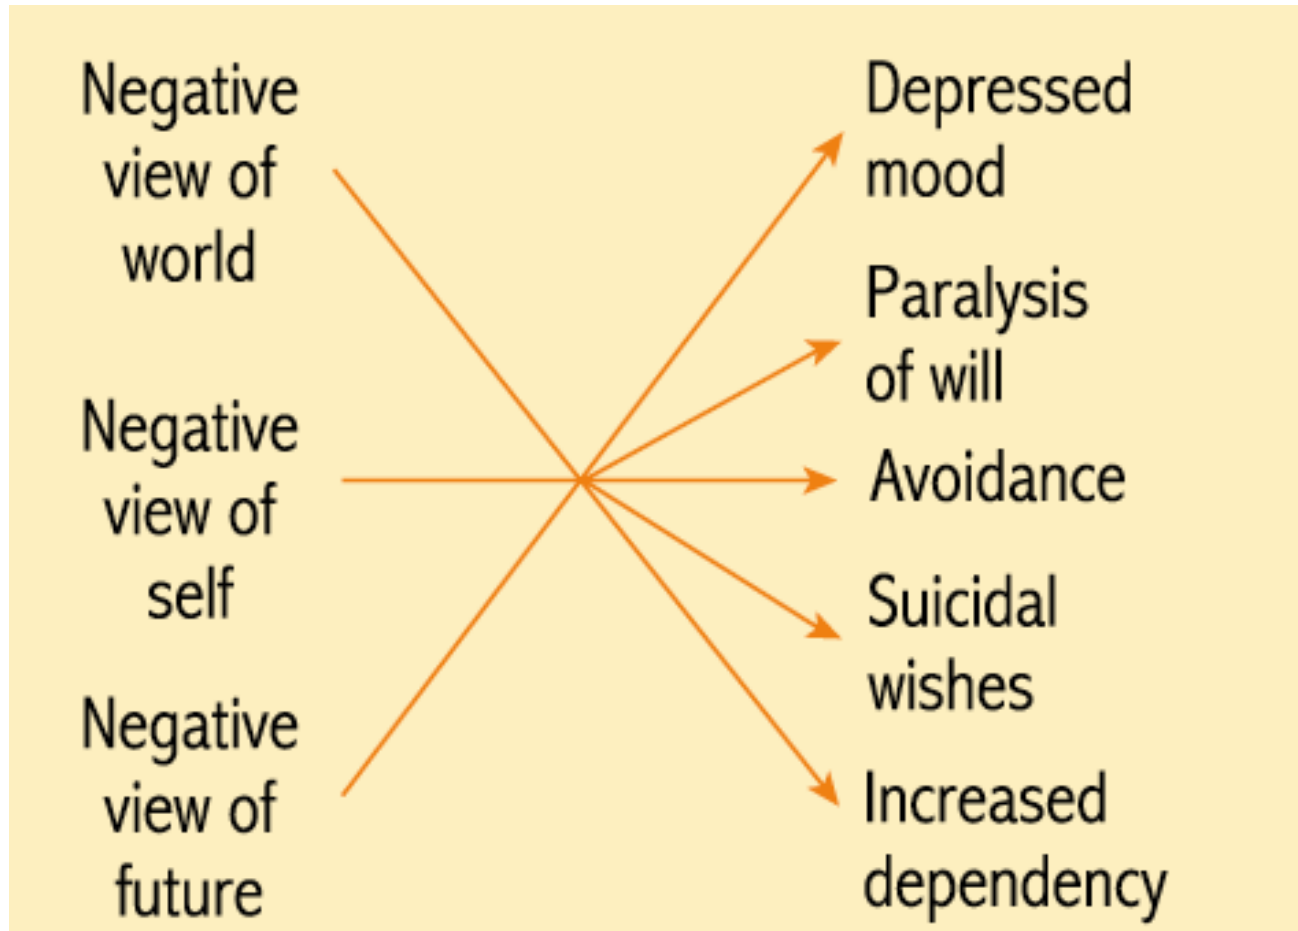 Negative
view of
world
Negative
view of
self
Negative
view of
future
Depressed
mood
Paralysis
of will
Avoidance
Suicidal
wishes
Increased
dependency